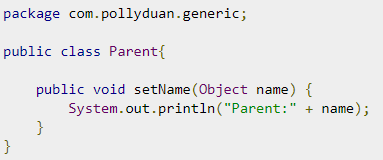 package com.pollyduan.generic;
public class Parent{
    public void setName(Object name) {
        System.out.println("Parent:" + name);
    }
}